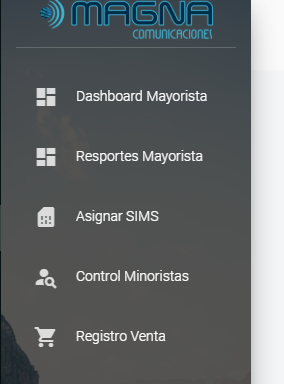 MAGNA
COMUNICACIONES
Dashboard Mayorista
Resportes Mayorista
Asignar SIMS
Control Minoristas
Registro Venta